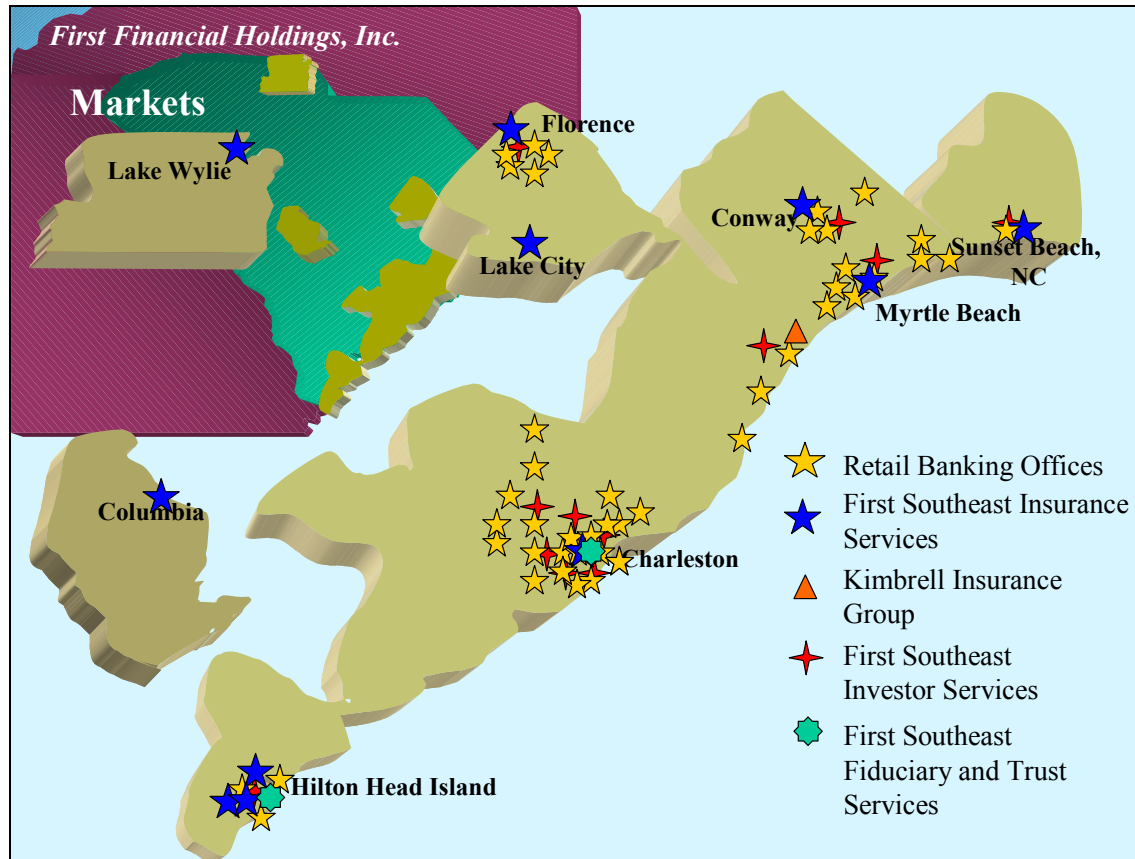 First Financial Holdings, Inc.
Markets
Lake Wylie
Florence
Lake City
Conway
Sunset Beach,
NC
Myrtle Beach
Columbia
Charleston
Hilton Head Island
Retail Banking Offices
First Southeast Insurance
Services
Kimbrell Insurance
Group
First Southeast
Investor Services
First Southeast
Fiduciary and Trust
Services